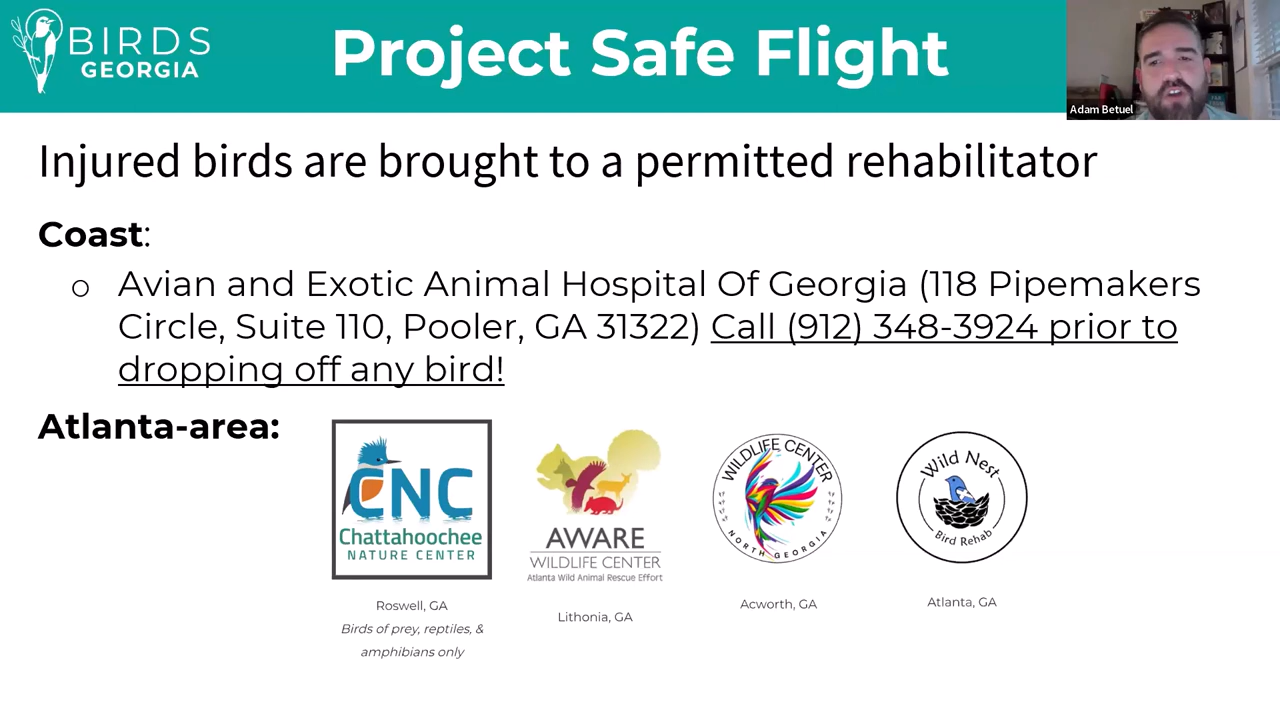 BIRDS
GEORGIA
Project Safe Flight
Adam Betuel
Injured birds are brought to a permitted rehabilitator
Coast:
o Avian and Exotic Animal Hospital Of Georgia (118 Pipemakers
Circle, Suite 110, Pooler, GA 31322) Call (912) 348-3924 prior to
dropping off any bird!
Atlanta-area:
CNC
Chattahoochee
NATURE CENTER
Roswell, GA
Birds of prey, reptiles, &
amphibians only
AWARE
WILDLIFE CENTER
Atlanta Wild Animal Rescue Effort
Lithonia, GA
WILDLIFE CENTER
NORTH GEORGIA
Acworth, GA
Wild Nest
Bird Rehab
Atlanta, GA